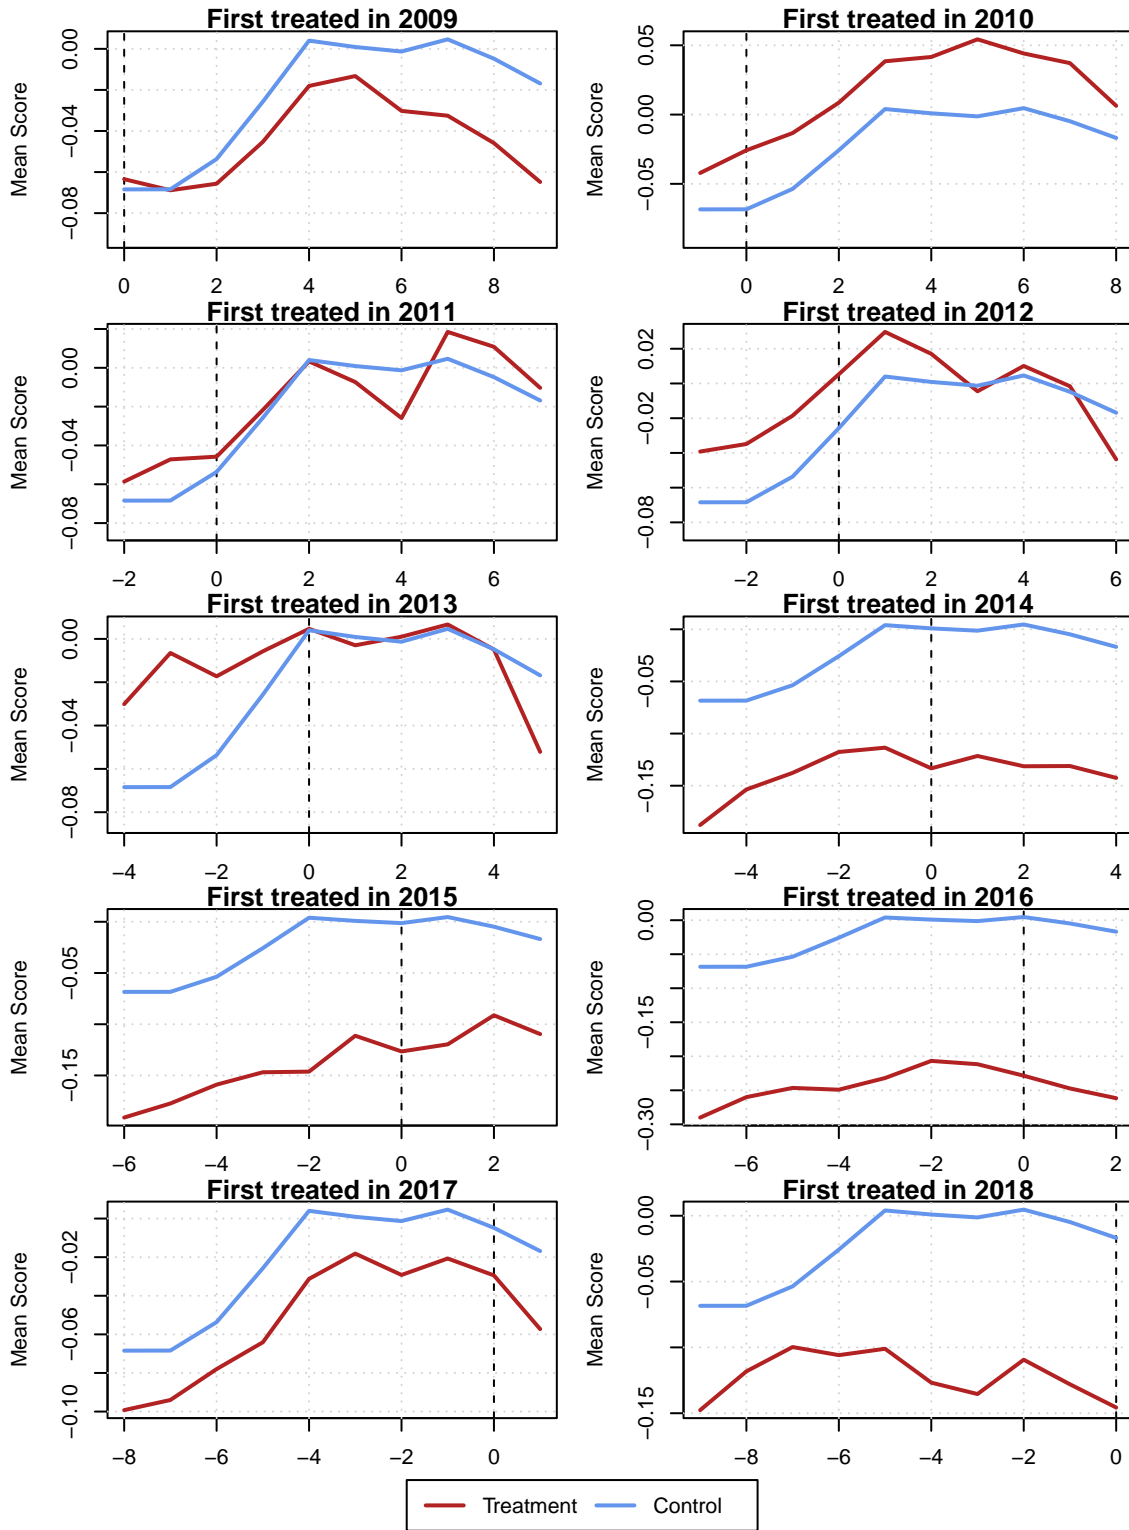 First treated in 2009
Mean Score
0.00
−0.04
−0.08
0 2 4 6 8
First treated in 2010
Mean Score
0.05
0.00
−0.05
0 2 4 6 8
First treated in 2011
Mean Score
0.00
−0.04
−0.08
−2 0 2 4 6
First treated in 2012
Mean Score
0.02
−0.02
−0.08
−2 0 2 4 6
First treated in 2013
Mean Score
0.00
−0.04
−0.08
−4 −2 0 2 4
First treated in 2014
Mean Score
−0.05
−0.15
−4 −2 0 2 4
First treated in 2015
Mean Score
−0.05
−0.15
−6 −4 −2 0 2
First treated in 2016
Mean Score
0.00
−0.15
−0.30
−6 −4 −2 0 2
First treated in 2017
Mean Score
−0.02
−0.06
−0.10
−8 −6 −4 −2 0
First treated in 2018
Mean Score
0.00
−0.05
−0.15
−8 −6 −4 −2 0
Treatment Control